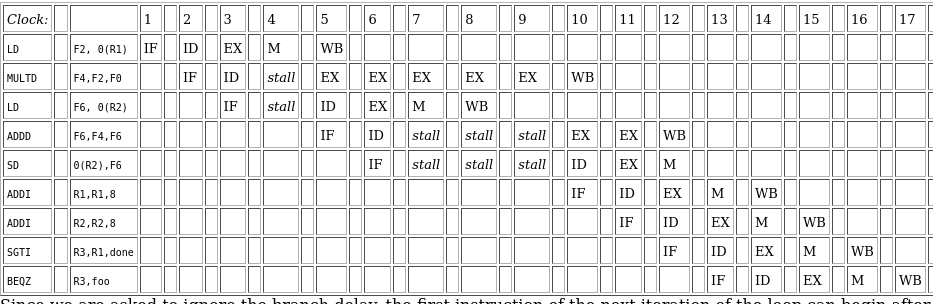 Clock: 1 2 3 4 5 6 7 8 9 10 11 12 13 14 15 16 17
LD F2, 0(R1) IF ID EX M WB
MULTD F4,F2,F0 IF ID stall EX EX EX EX EX WB
LD F6, 0(R2) IF stall ID EX M WB
ADDD F6,F4,F6 IF ID stall stall stall EX EX WB
SD 0(R2),F6 IF stall stall stall ID EX M
ADDI R1,R1,8 IF ID EX M WB
ADDI R2,R2,8 IF ID EX M WB
SGTI R3,R1,done IF ID EX M WB
BEQZ R3,foo IF ID EX M WB
Since we are asked to ignore the branch delay, the first instruction of the next iteration of the loop can begin after